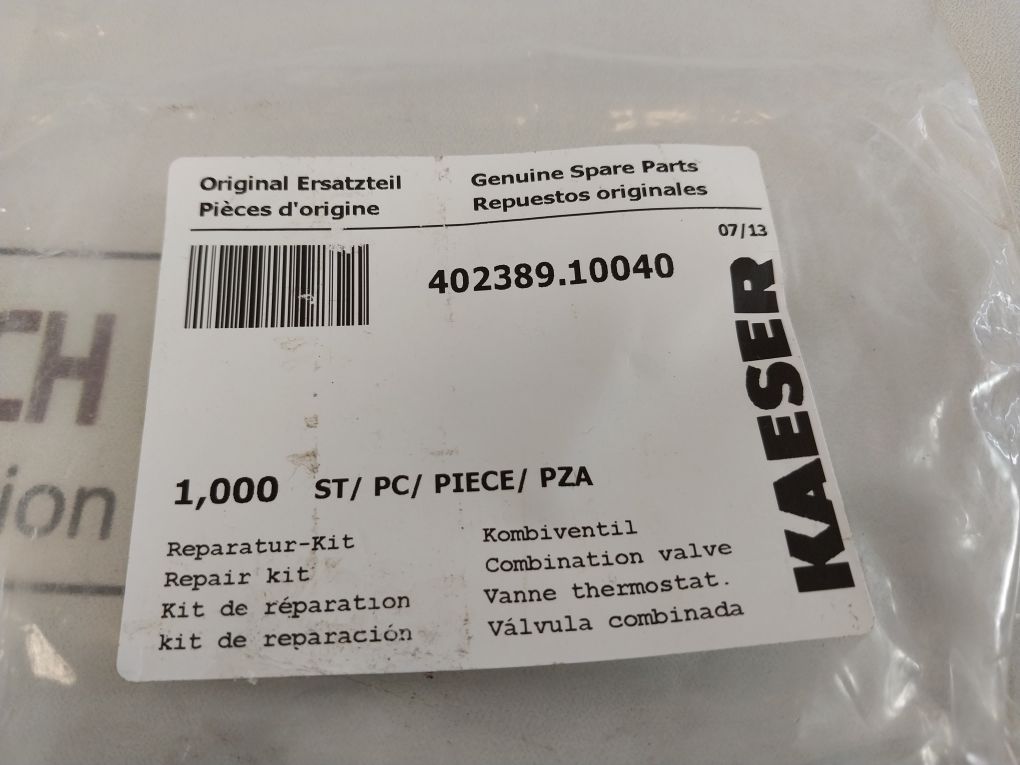 Original Ersatzteil
Pièces d'origine
Genuine Spare Parts
Repuestos originales
07/13
402389.10040
KAESER
1,000 ST/ PC/ PIECE/ PZA
Reparatur-Kit
Repair kit
Kit de réparation
kit de reparación
Kombiventil
Combination valve
Vanne thermostat.
Válvula combinada
CH
ion